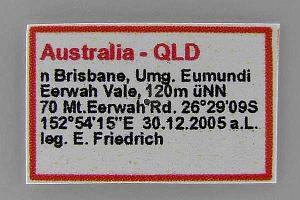 Australia - QLD
n Brisbane, Umg. Eumundi
Eerwah Vale, 120m üNN
70 Mt.Eerwah Rd. 26°29'09S
152°54'15"E 30.12.2005 a.L.
leg. E. Friedrich